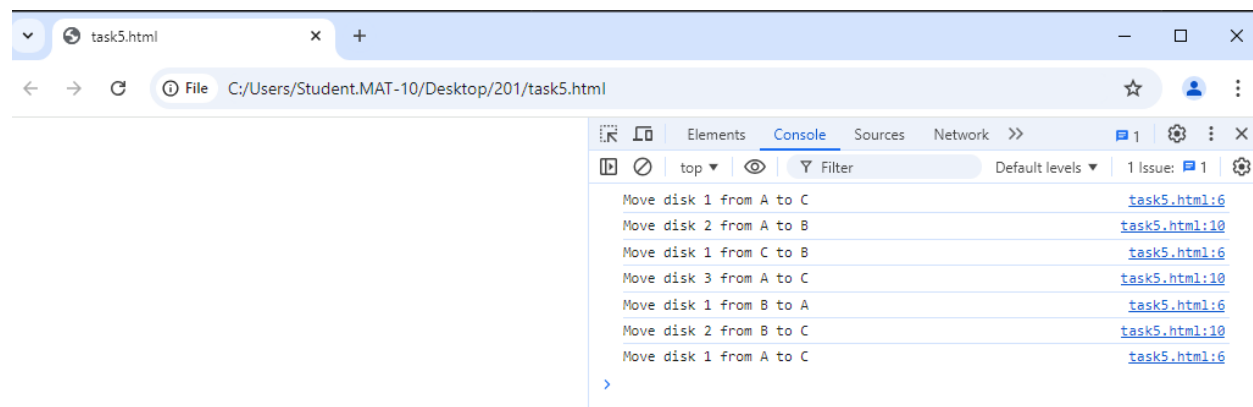 task5.html
File C:/Users/Student.MAT-10/Desktop/201/task5.html
Elements Console Sources Network 1
top Filter Default levels 1 Issue: 1
Move disk 1 from A to C task5.html:6
Move disk 2 from A to B task5.html:10
Move disk 1 from C to B task5.html:6
Move disk 3 from A to C task5.html:10
Move disk 1 from B to A task5.html:6
Move disk 2 from B to C task5.html:10
Move disk 1 from A to C task5.html:6